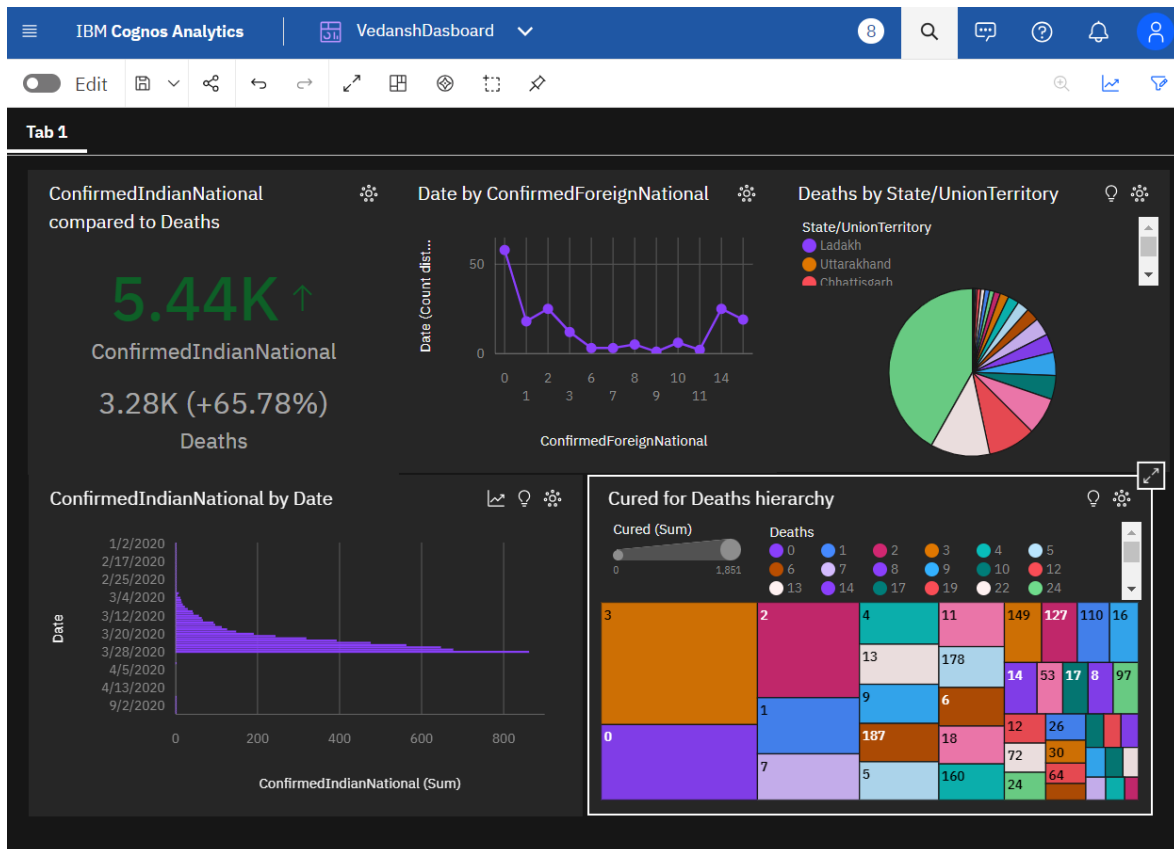 IBM Cognos Analytics
VedanshDasboard
8
Edit
Tab 1
ConfirmedIndianNational
compared to Deaths
5.44K ↑
ConfirmedIndianNational
3.28K (+65.78%)
Deaths
Date by ConfirmedForeignNational
Date (Count dist...
50
0
0 2 6 8 10 14
1 3 7 9 11
ConfirmedForeignNational
Deaths by State/UnionTerritory
State/UnionTerritory
Ladakh
Uttarakhand
Chhattisgarh
ConfirmedIndianNational by Date
Date
1/2/2020
2/17/2020
2/25/2020
3/4/2020
3/12/2020
3/20/2020
3/28/2020
4/5/2020
4/13/2020
9/2/2020
0 200 400 600 800
ConfirmedIndianNational (Sum)
Cured for Deaths hierarchy
Cured (Sum)
0 1,851
Deaths
0 1 2 3 4 5
6 7 8 9 10 12
13 14 17 19 22 24
3 2 4 11 149 127 110 16
13 178
14 53 17 8 97
9 6
1
0 187 18 12 26
72 30
7 5 160 64
24